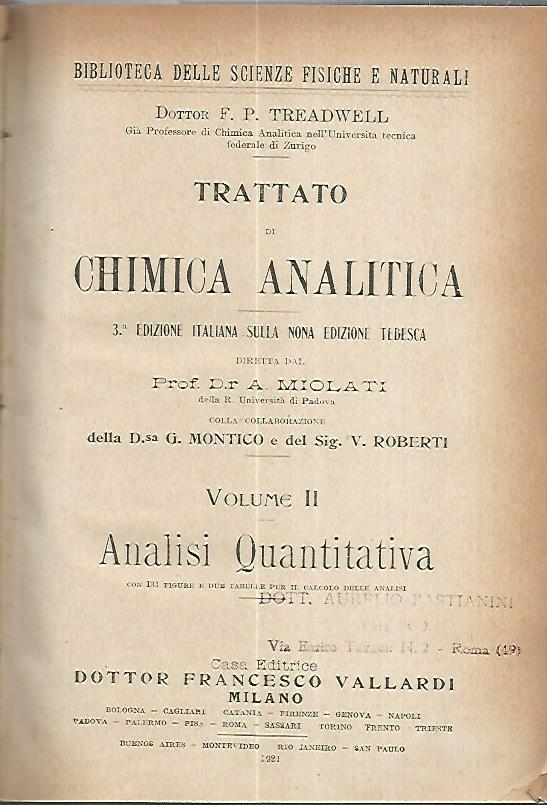 BIBLIOTECA DELLE SCIENZE FISICHE E NATURALI
DOTTOR F. P. TREADWELL
Già Professore di Chimica Analitica nell'Università tecnica
federale di Zurigo
TRATTATO
DI
CHIMICA ANALITICA
3.ª EDIZIONE ITALIANA SULLA NONA EDIZIONE TEDESCA
DIRETTA DAL
Prof. D.r A. MIOLATI
della R. Università di Padova
COLLA COLLABORAZIONE
della D.sa G. MONTICO e del Sig. V. ROBERTI
VOLUME II
Analisi Quantitativa
CON 131 FIGURE E DUE TABELLE PER IL CALCOLO DELLE ANALISI
DOTT. AURELIO BASTIANINI
Via Enrico N. 2 - Roma (49)
Casa Editrice
DOTTOR FRANCESCO VALLARDI
MILANO
BOLOGNA - CAGLIARI CATANIA - FIRENZE - GENOVA - NAPOLI
PADOVA - PALERMO - PISA - ROMA - SASSARI TORINO TRENTO TRIESTE
BUENOS AIRES - MONTEVIDEO RIO JANEIRO - SAN PAULO
1921